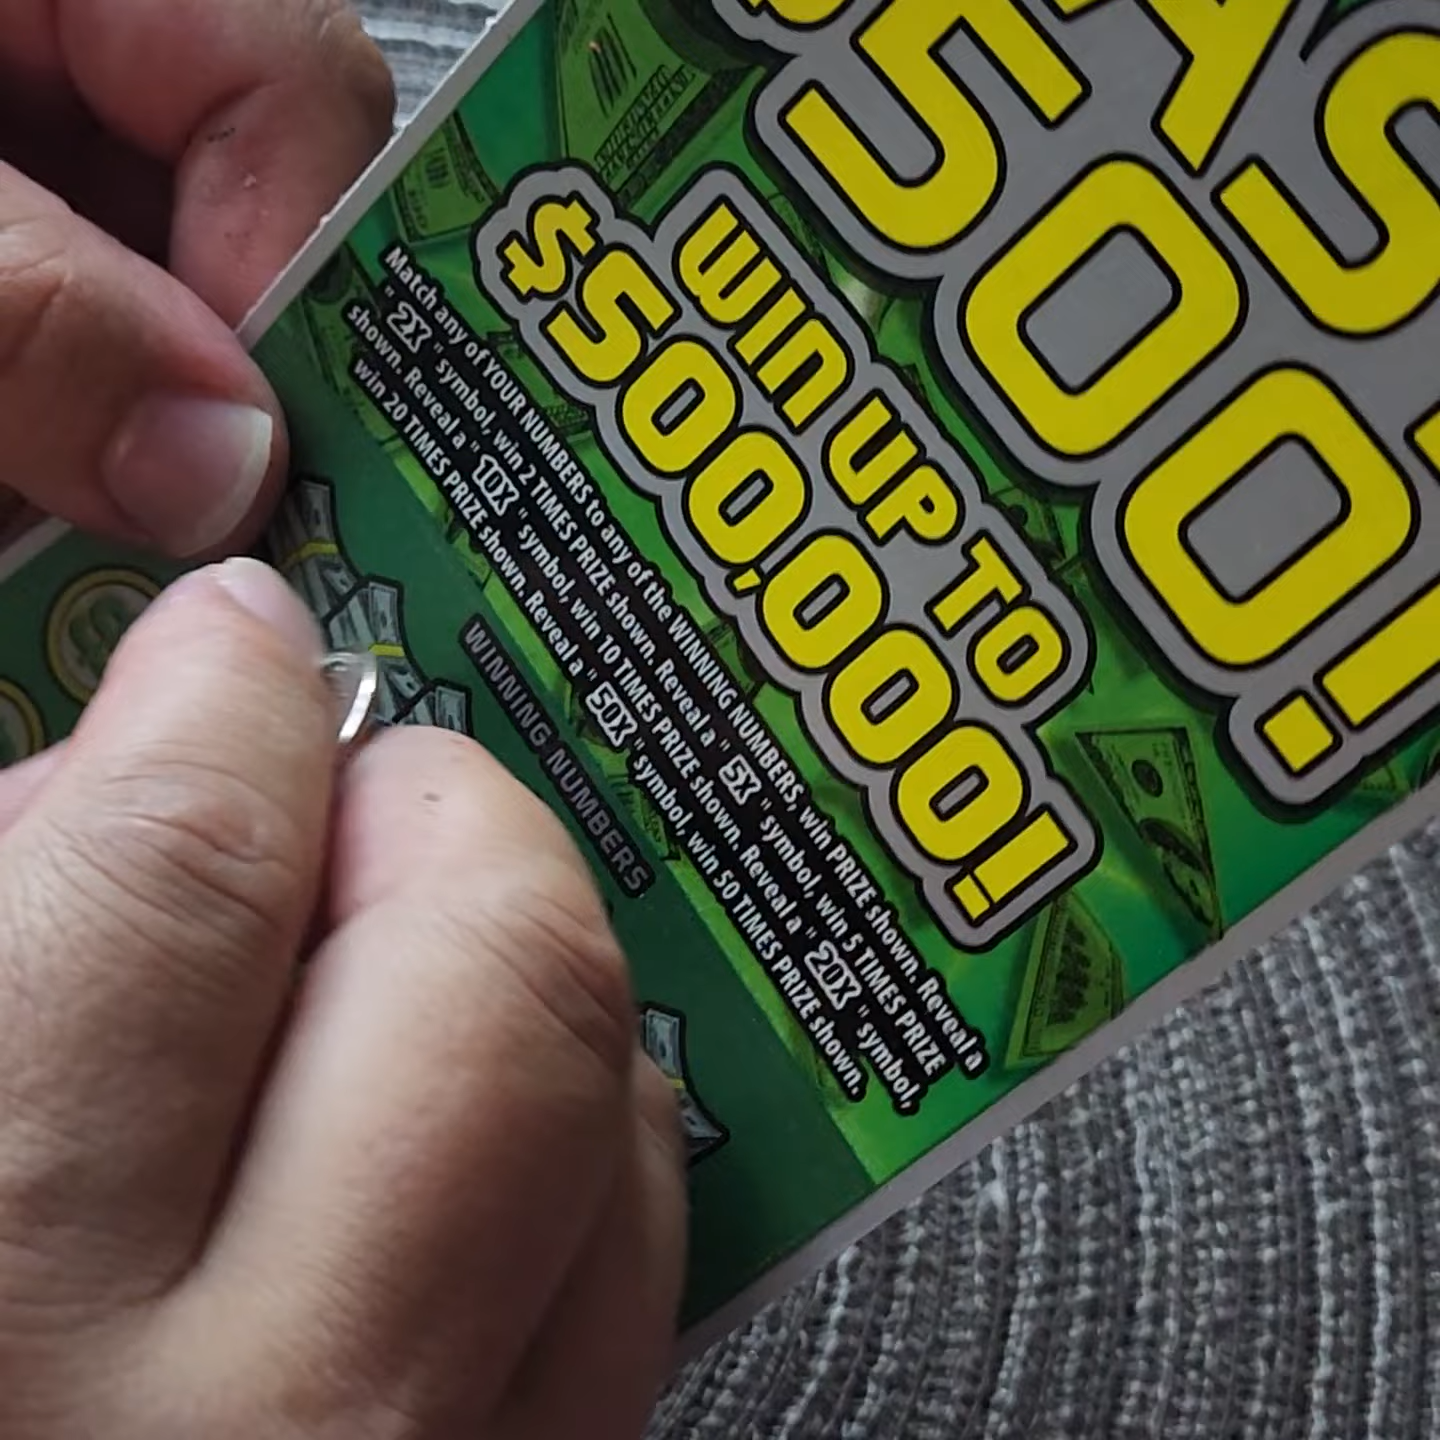 500!
WIN UP TO
$500,000!
Match any of YOUR NUMBERS to any of the WINNING NUMBERS, win PRIZE shown. Reveal a
"2X" symbol, win 2 TIMES PRIZE shown. Reveal a "5X" symbol, win 5 TIMES PRIZE
shown. Reveal a "10X" symbol, win 10 TIMES PRIZE shown. Reveal a "20X" symbol,
win 20 TIMES PRIZE shown. Reveal a "50X" symbol, win 50 TIMES PRIZE shown.
WINNING NUMBERS